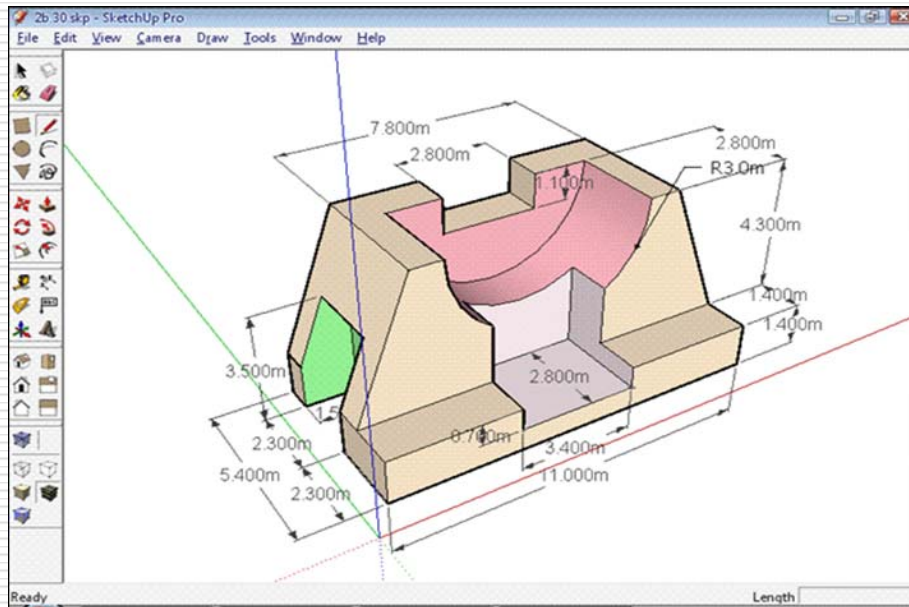 2b 30 skp - SketchUp Pro
File Edit View Camera Draw Tools Window Help
7.800m
2.800m
2.800m
R3.0m
1.100m
4.300m
1.400m
1.400m
3.500m
2.800m
2.300m
0.700m
3.400m
5.400m
11.000m
2.300m
Ready
Length